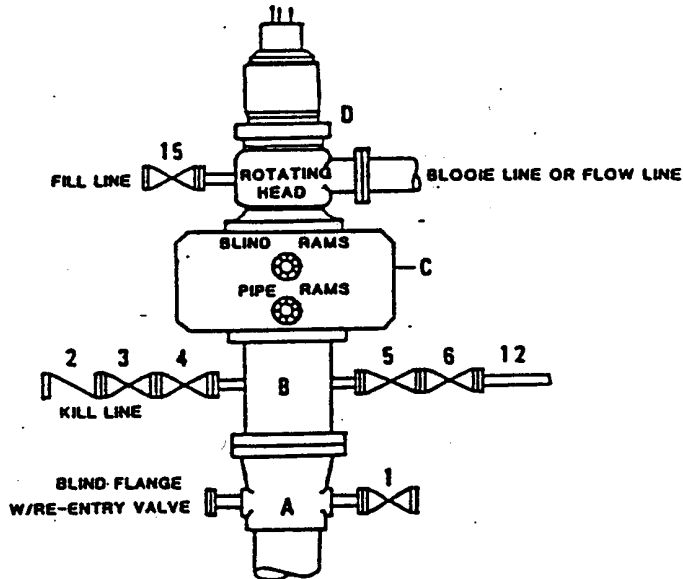 D
15
FILL LINE
ROTATING
HEAD
BLOOIE LINE OR FLOW LINE
BLIND RAMS
C
PIPE RAMS
2 3 4
5 6 12
B
KILL LINE
BLIND FLANGE
W/RE-ENTRY VALVE
A
1